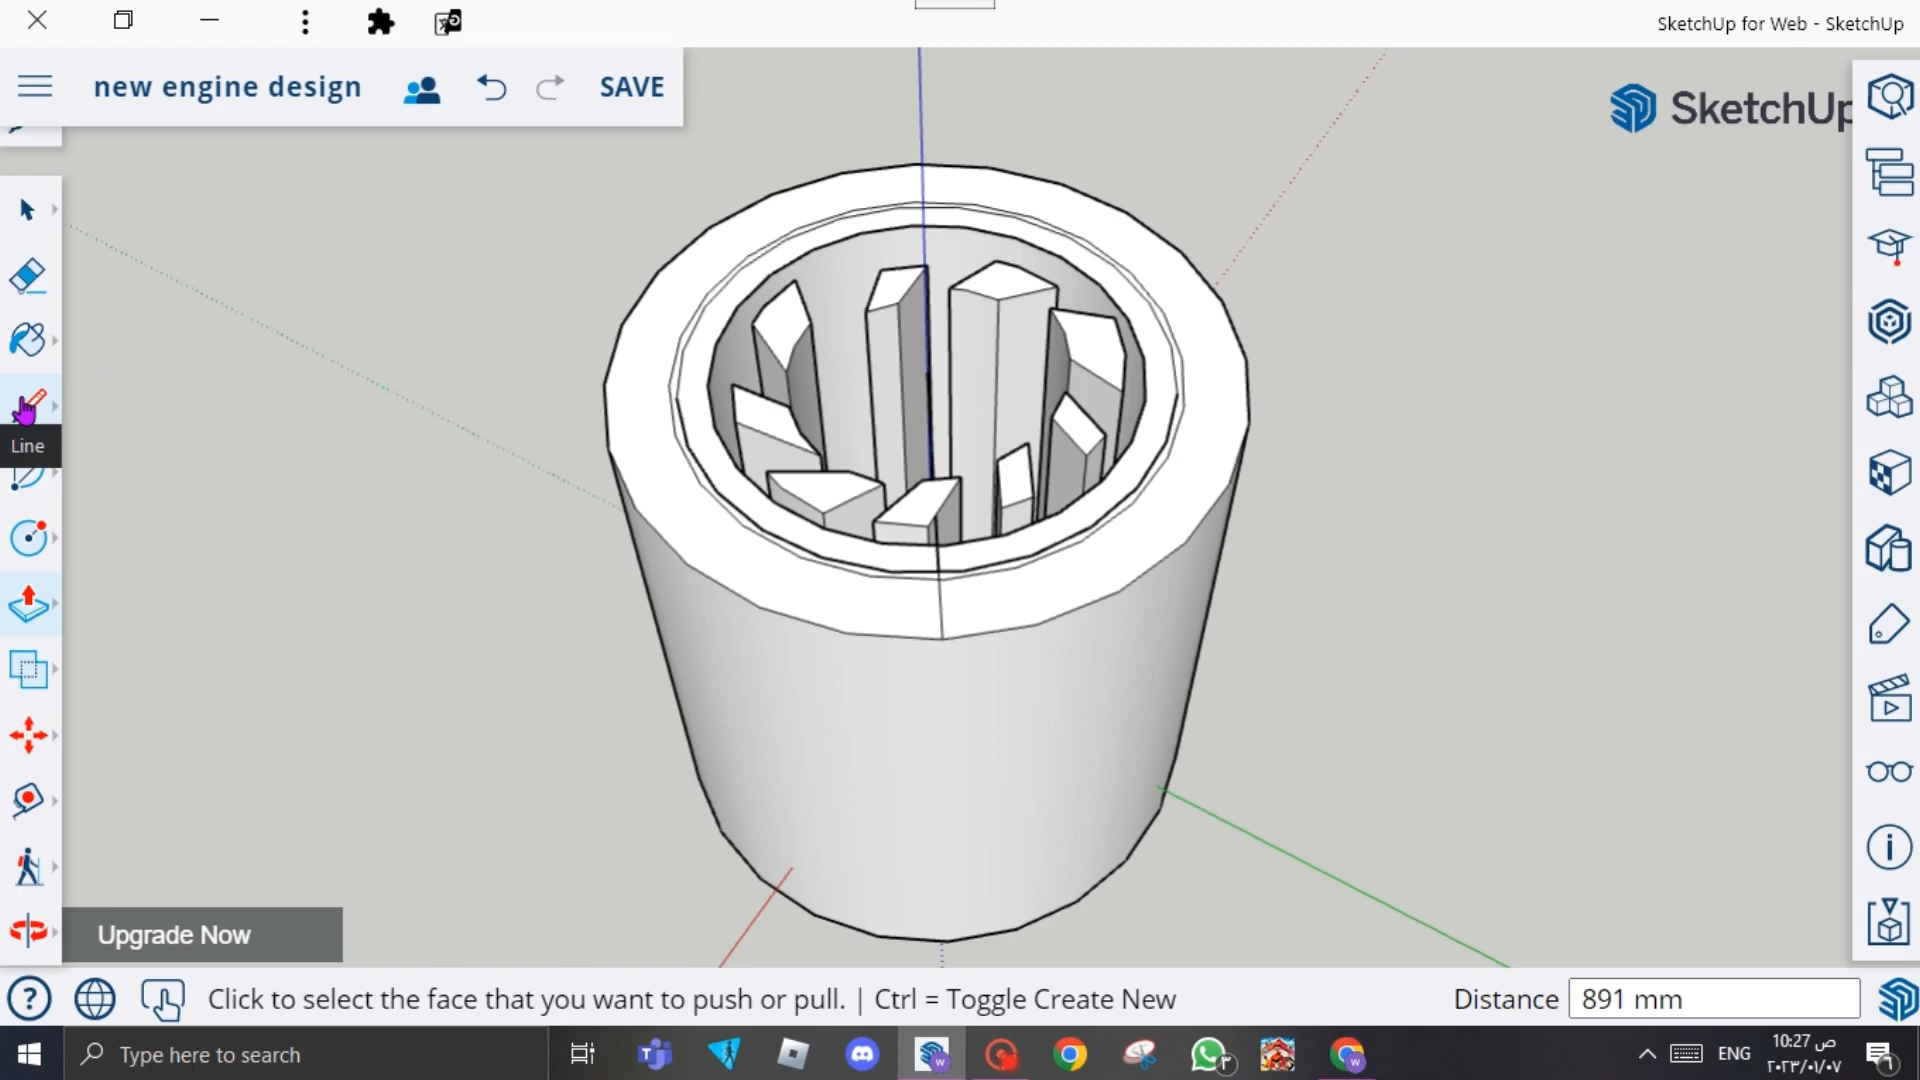 SketchUp for Web - SketchUp
new engine design
SAVE
SketchUp
Line
Upgrade Now
Click to select the face that you want to push or pull. | Ctrl = Toggle Create New
Distance
891 mm
Type here to search
ENG
10:27 ص
٢٠٢٣/٠١/٠٧
٣
٦